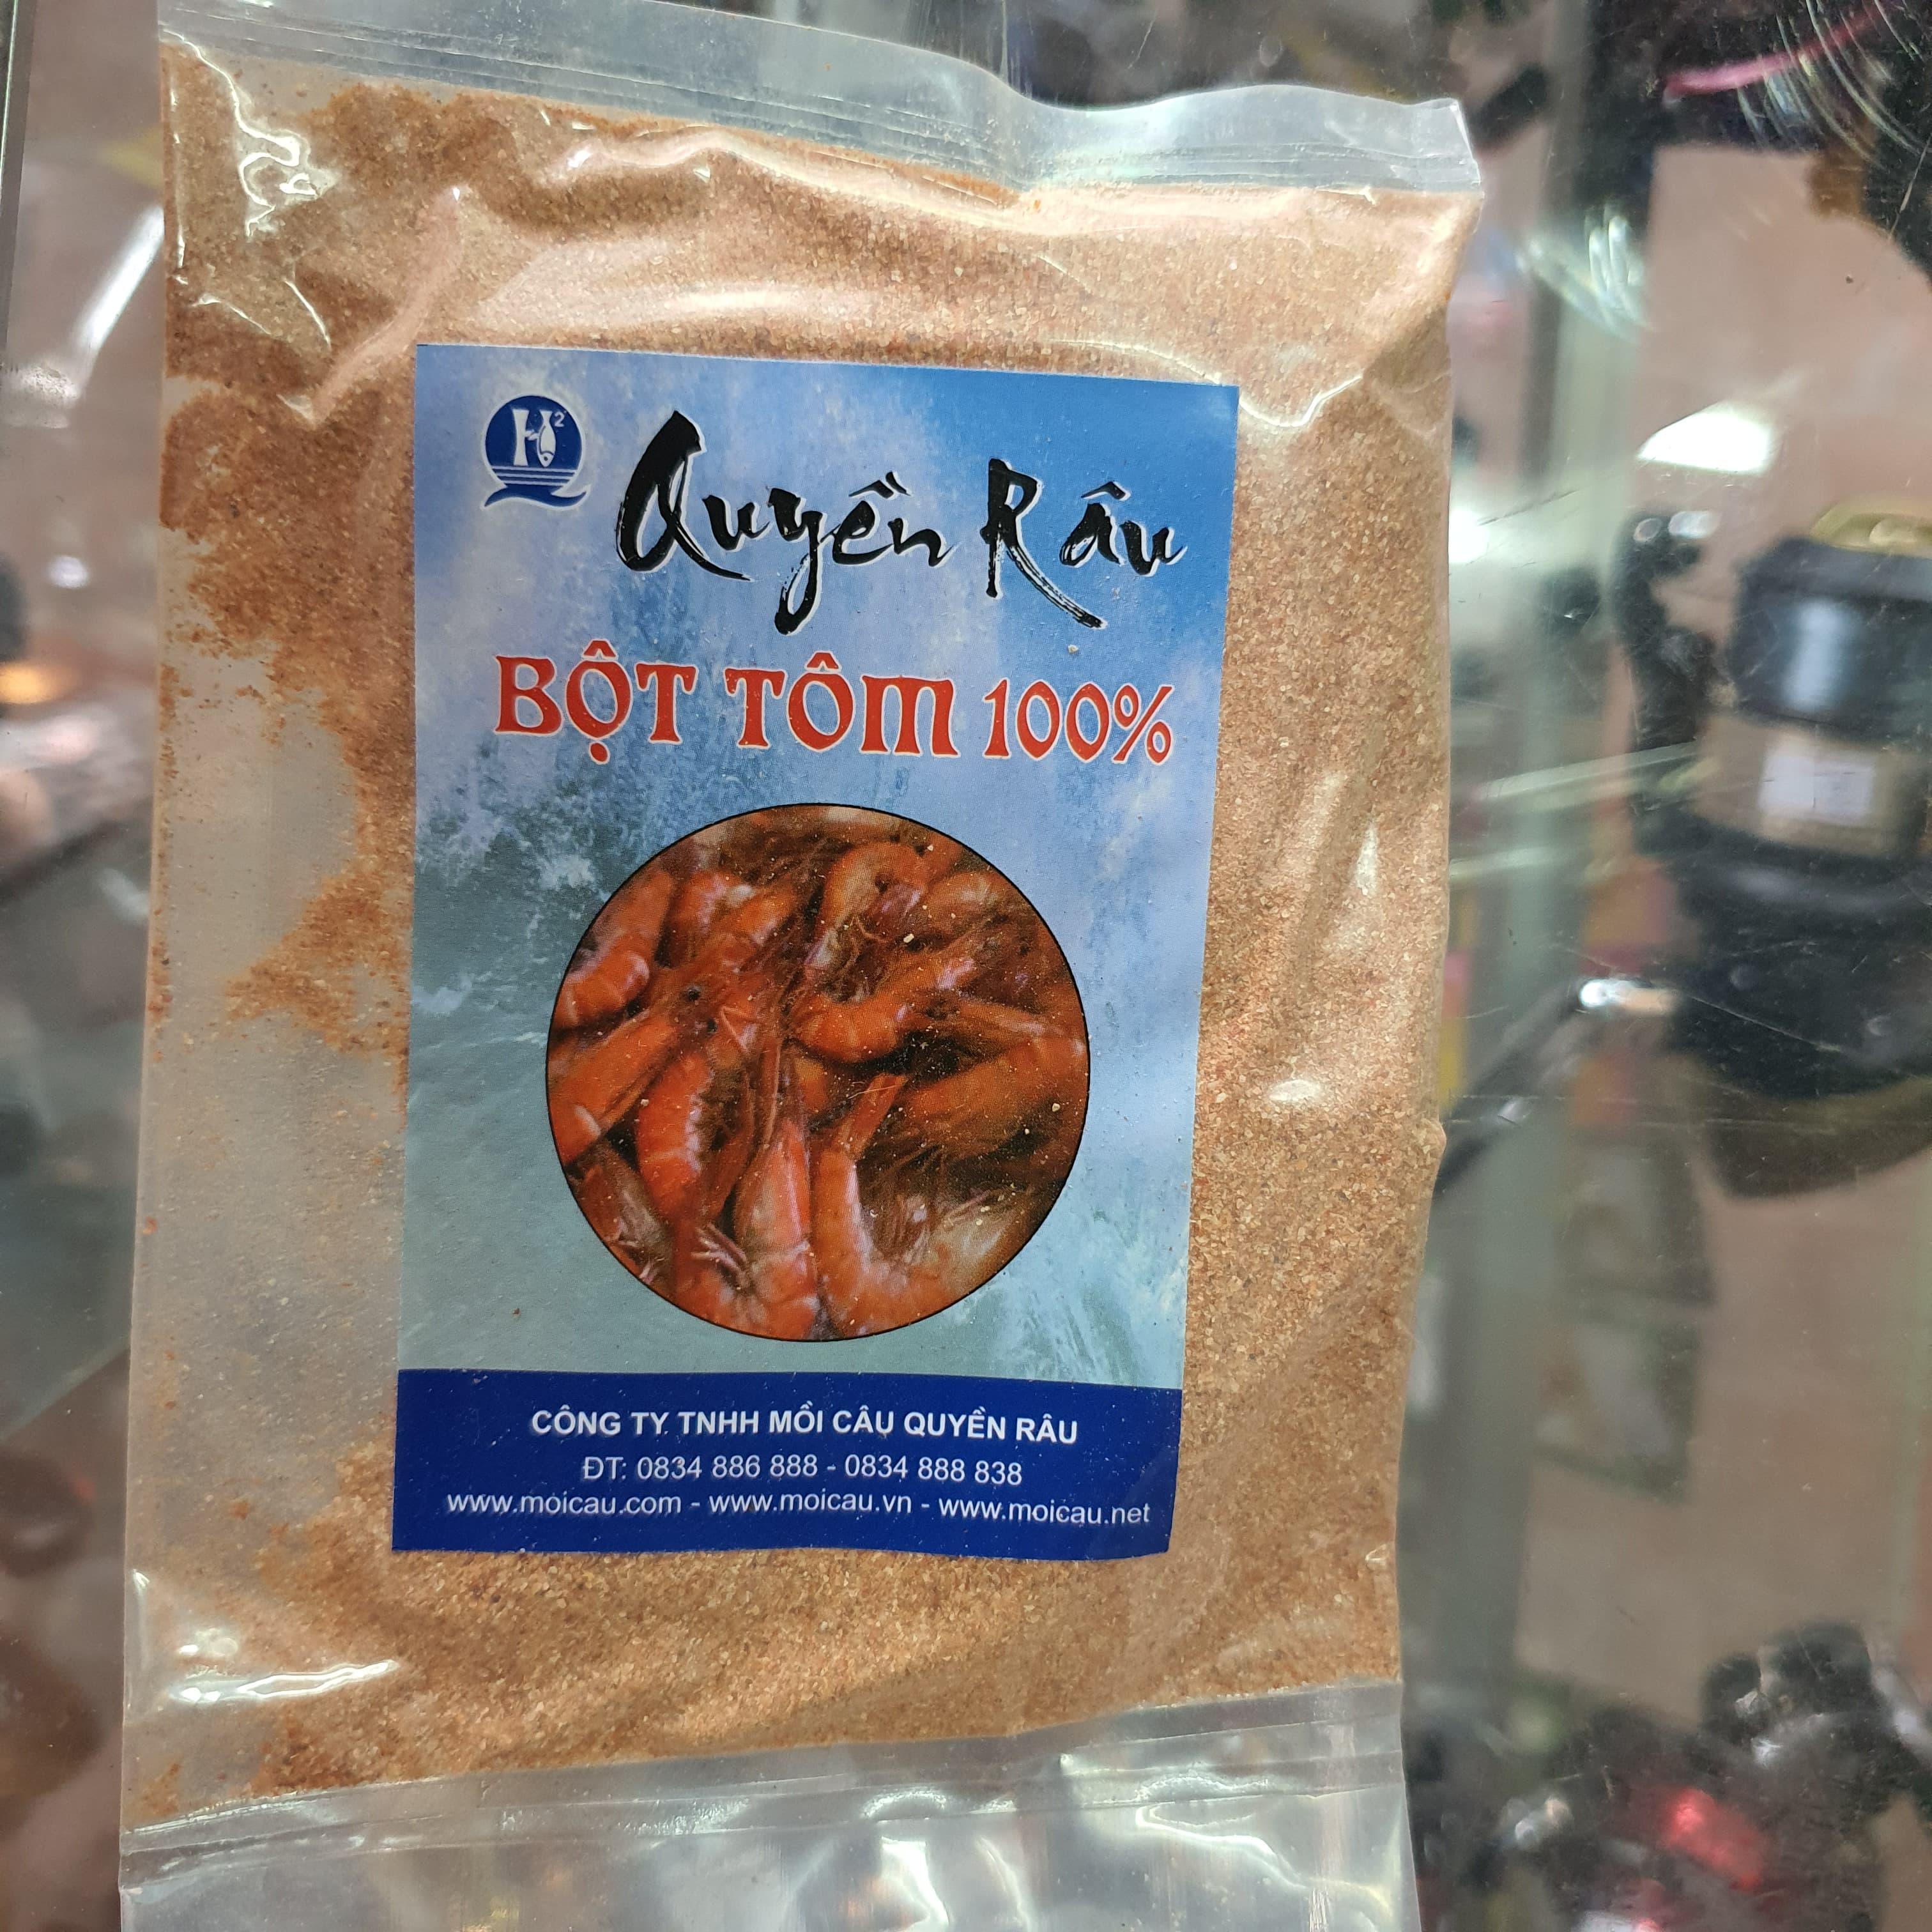 H2
Quyền Râu
BỘT TÔM 100%
CÔNG TY TNHH MỒI CÂU QUYỀN RÂU
ĐT: 0834 886 888 - 0834 888 838
www.moicau.com - www.moicau.vn - www.moicau.net